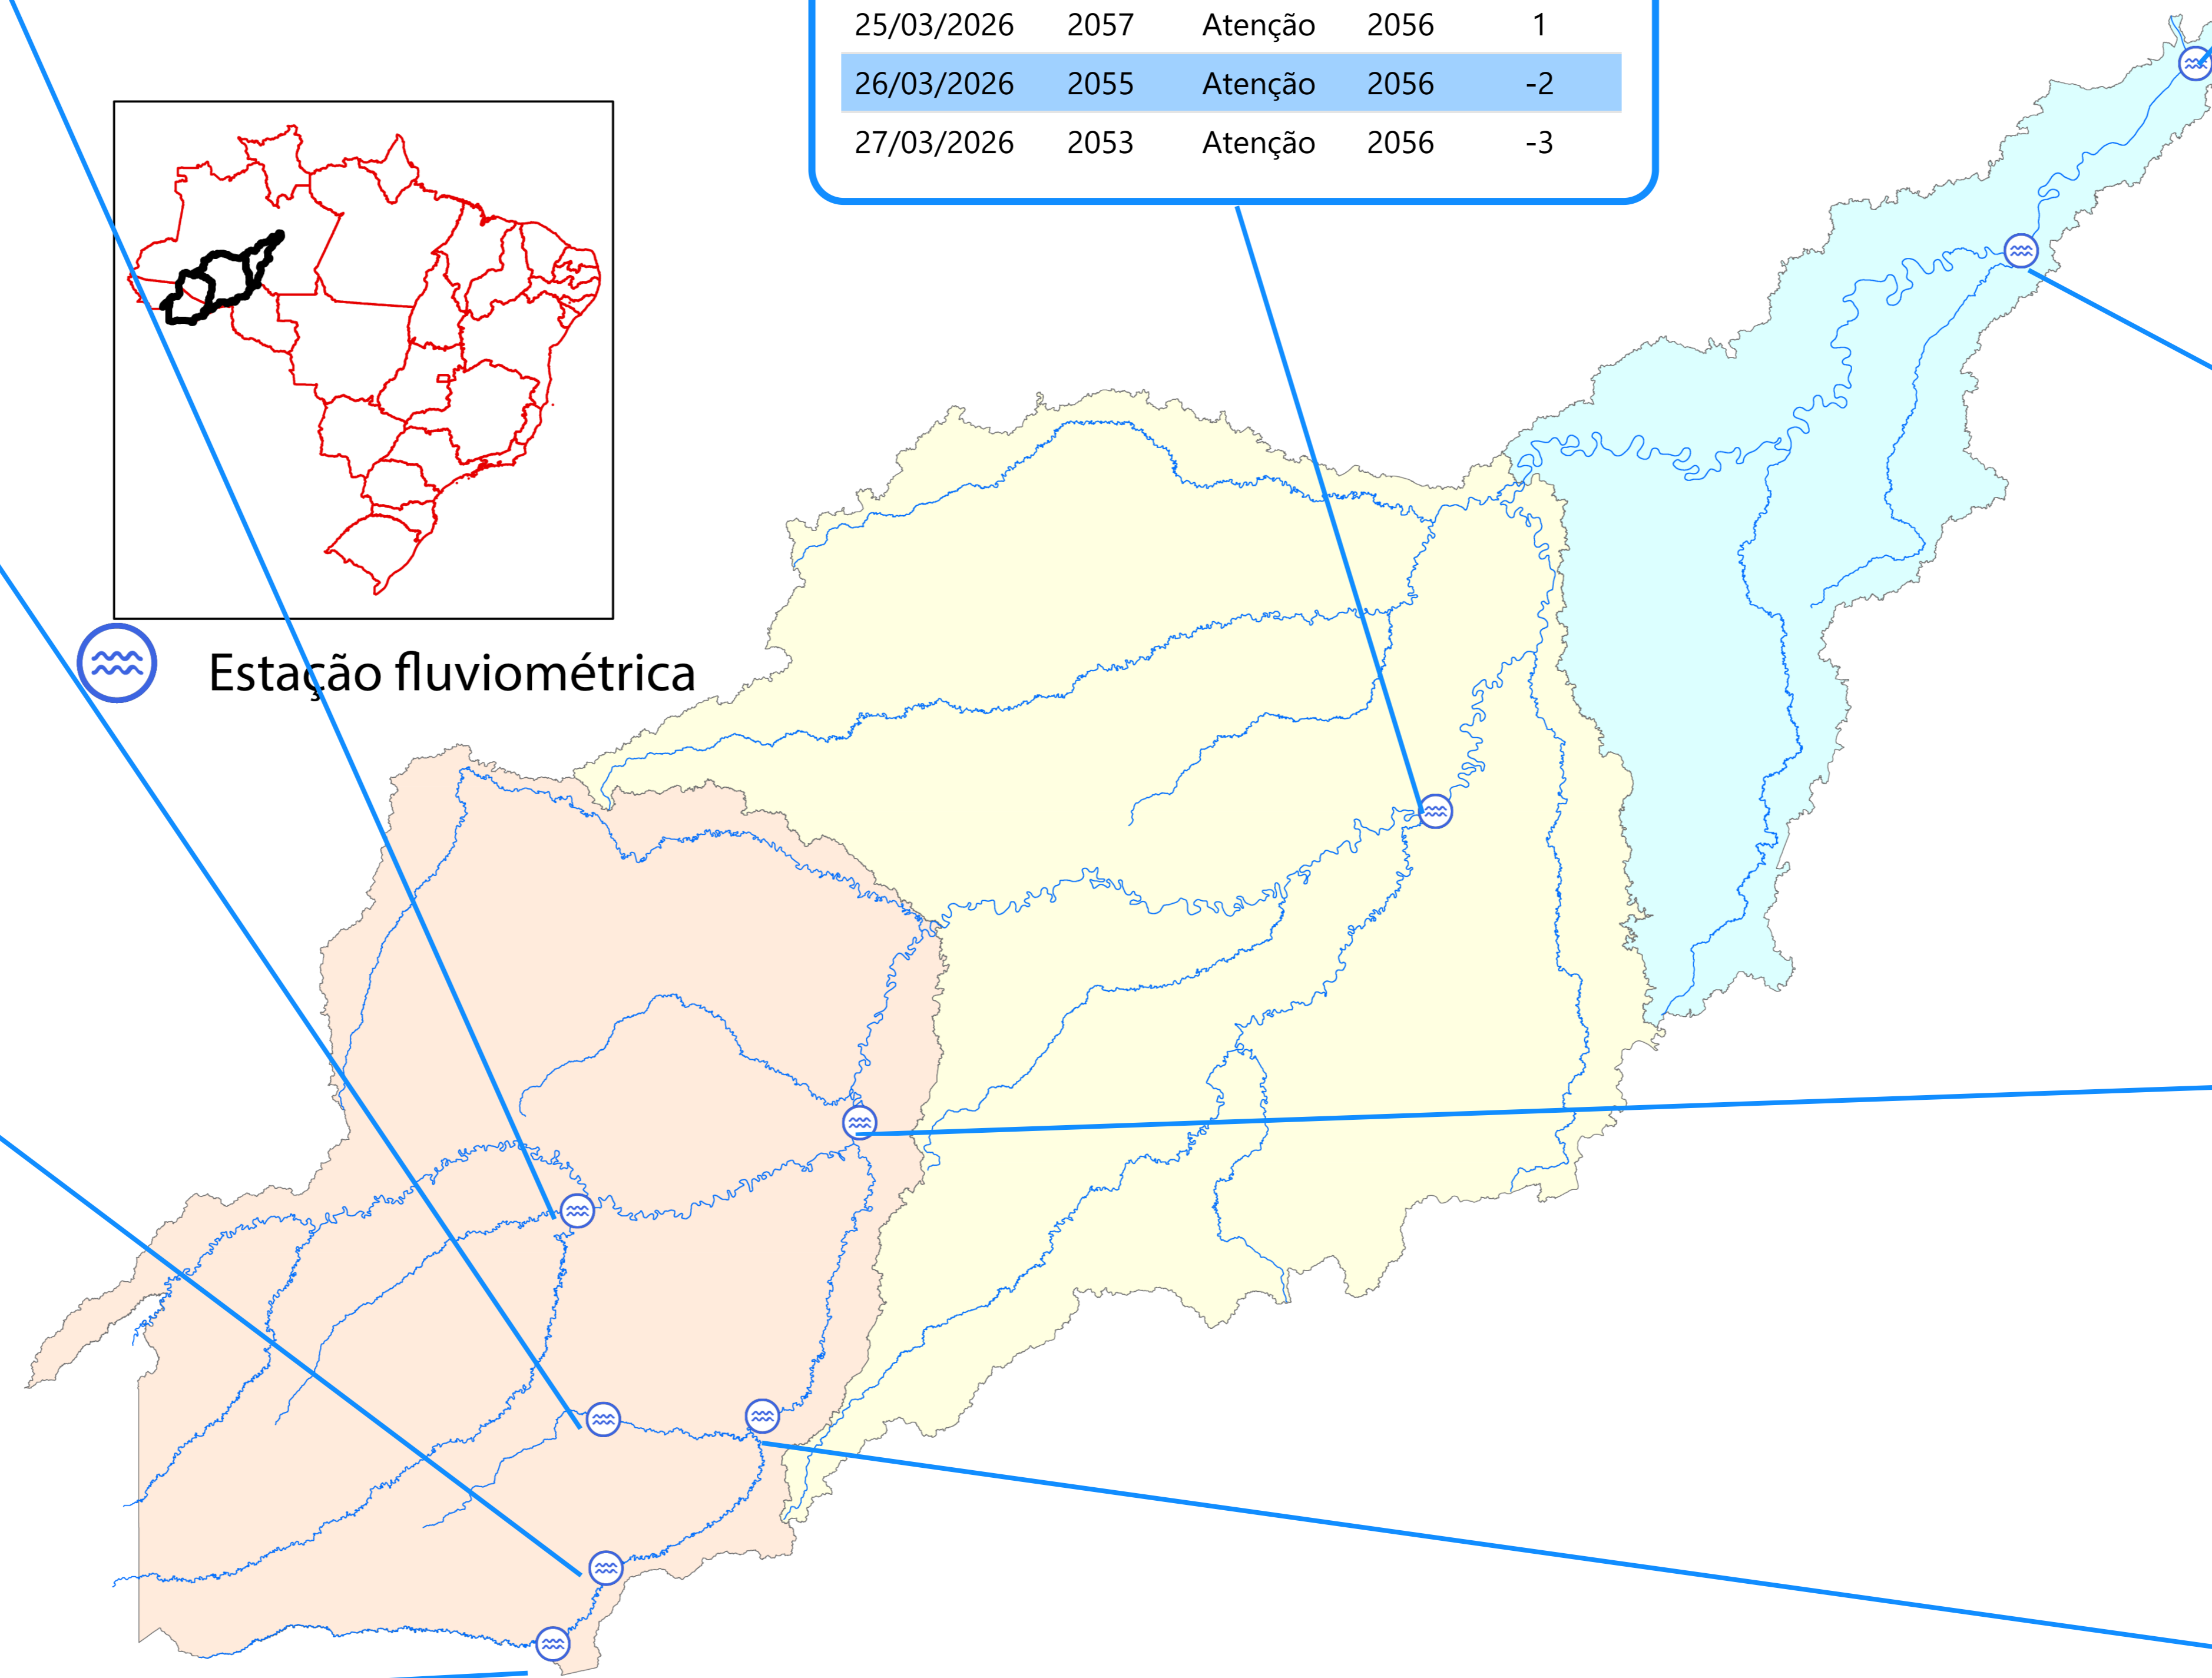 25/03/2026 2057 Atenção 2056 1
26/03/2026 2055 Atenção 2056 -2
27/03/2026 2053 Atenção 2056 -3
Estação fluviométrica